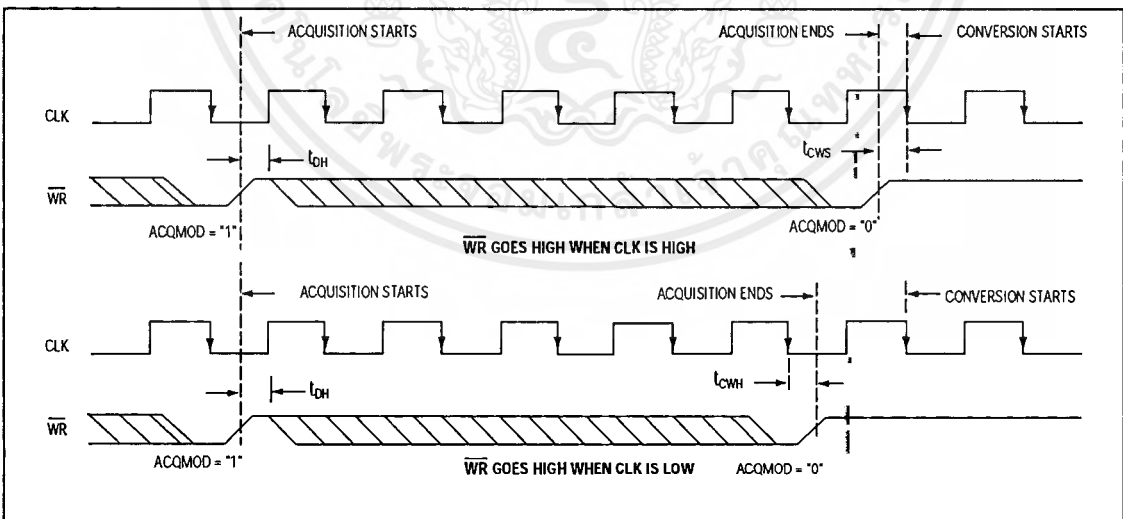 ACQUISITION STARTS
ACQUISITION ENDS
CONVERSION STARTS
CLK
tCWS
tDH
WR
ACQMOD = "1"
WR GOES HIGH WHEN CLK IS HIGH
ACQMOD = "0"
ACQUISITION STARTS
ACQUISITION ENDS
CONVERSION STARTS
CLK
tCWH
tDH
WR
ACQMOD = "1"
WR GOES HIGH WHEN CLK IS LOW
ACQMOD = "0"